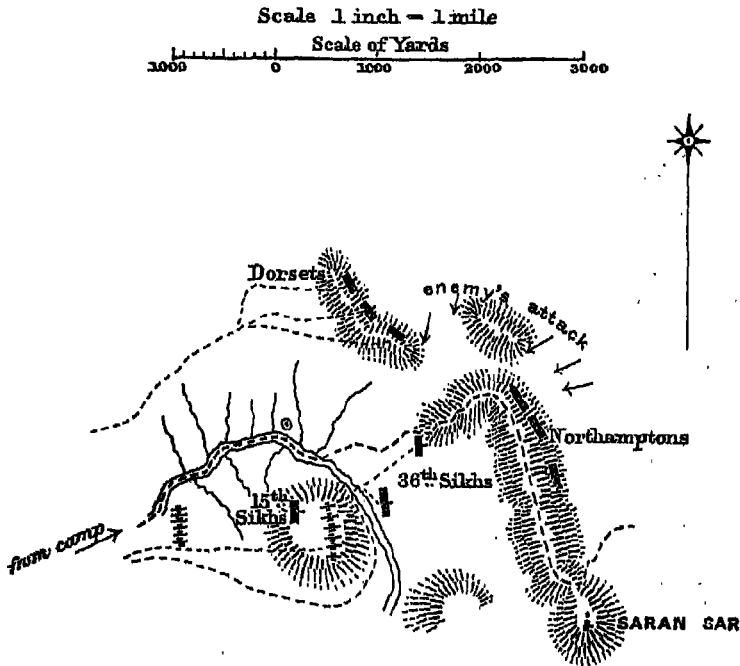 Scale 1 inch = 1 mile
Scale of Yards
1000 0 1000 2000 3000
Dorsets
enemy's attack
Northamptons
36th Sikhs
15th
Sikhs
from camp
SARAN SAR